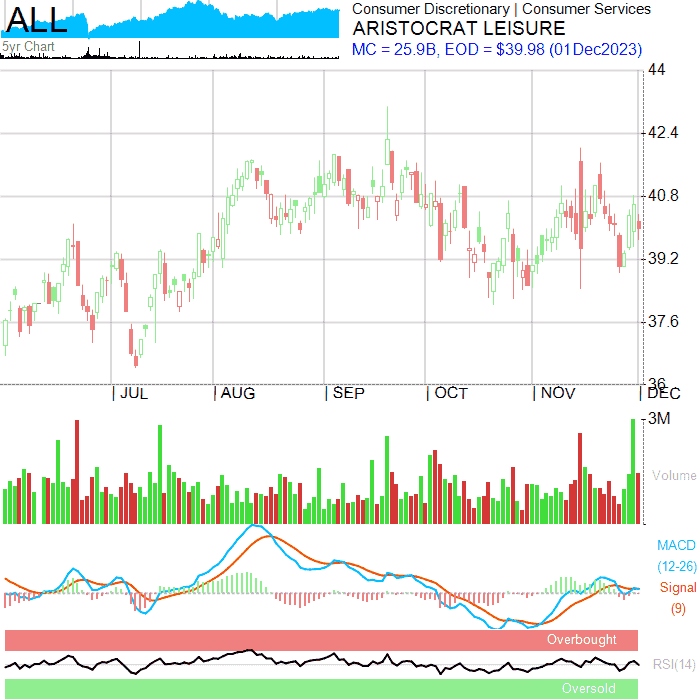 ALL
5yr Chart
Consumer Discretionary | Consumer Services
ARISTOCRAT LEISURE
MC = 25.9B, EOD = $39.98 (01Dec2023)
44
42.4
40.8
39.2
37.6
36
| JUL | AUG | SEP | OCT | NOV | DEC
3M
Volume
MACD
(12-26)
Signal
(9)
Overbought
RSI(14)
Oversold